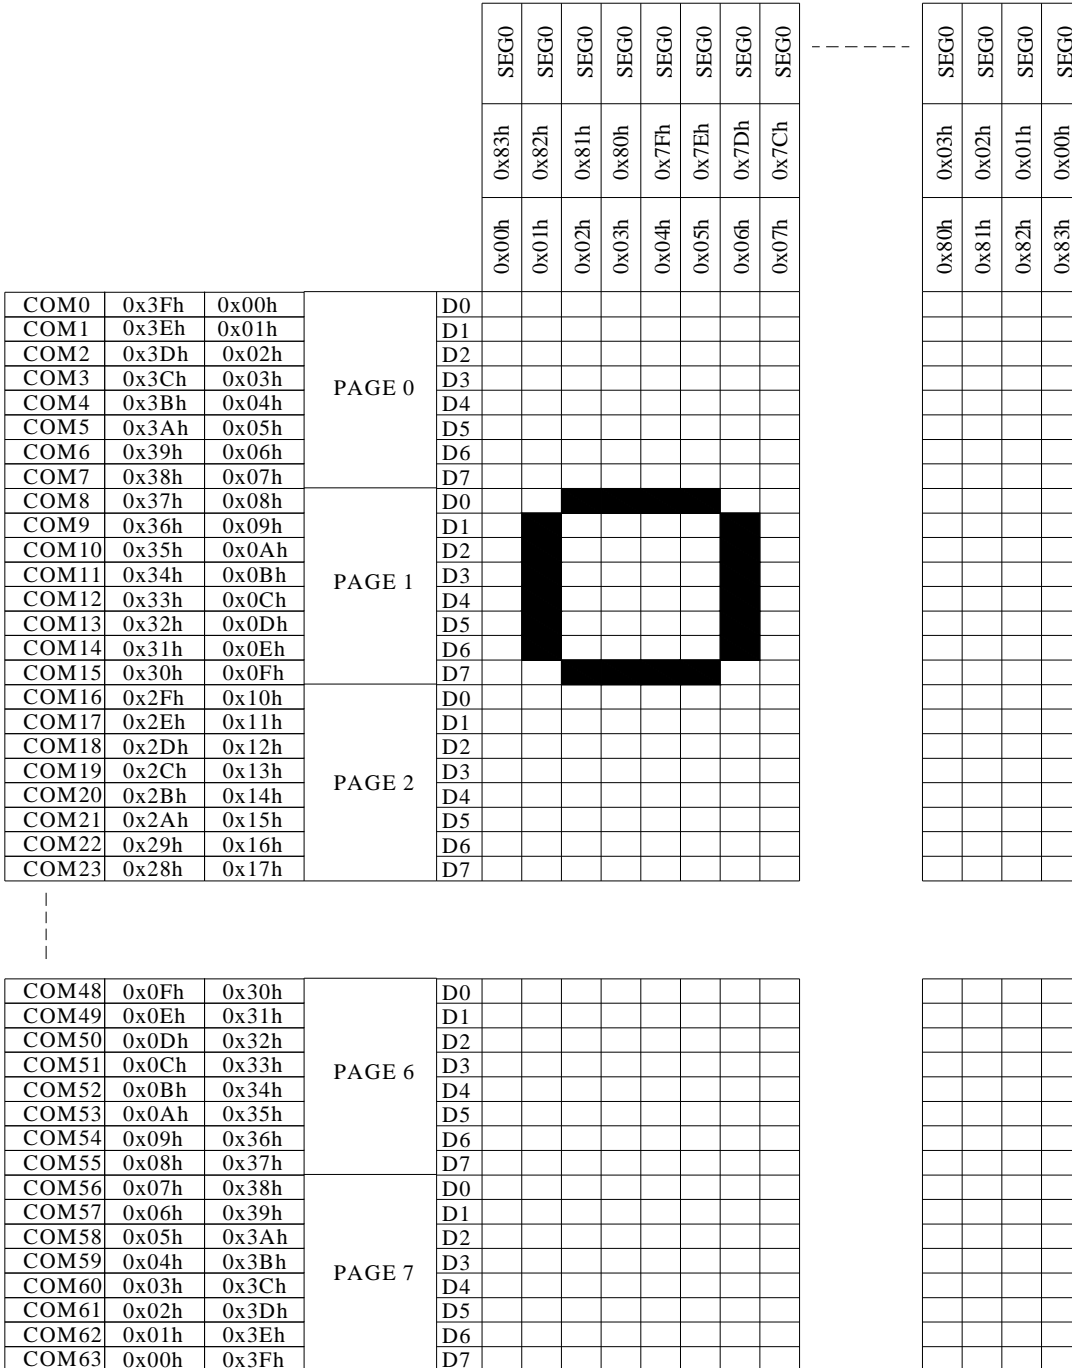 SEG0 SEG0 SEG0 SEG0 SEG0 SEG0 SEG0 SEG0 SEG0 SEG0 SEG0 SEG0
0x83h 0x82h 0x81h 0x80h 0x7Fh 0x7Eh 0x7Dh 0x7Ch 0x03h 0x02h 0x01h 0x00h
0x00h 0x01h 0x02h 0x03h 0x04h 0x05h 0x06h 0x07h 0x80h 0x81h 0x82h 0x83h
COM0 0x3Fh 0x00h D0
COM1 0x3Eh 0x01h D1
COM2 0x3Dh 0x02h D2
COM3 0x3Ch 0x03h PAGE 0 D3
COM4 0x3Bh 0x04h D4
COM5 0x3Ah 0x05h D5
COM6 0x39h 0x06h D6
COM7 0x38h 0x07h D7
COM8 0x37h 0x08h D0
COM9 0x36h 0x09h D1
COM10 0x35h 0x0Ah D2
COM11 0x34h 0x0Bh PAGE 1 D3
COM12 0x33h 0x0Ch D4
COM13 0x32h 0x0Dh D5
COM14 0x31h 0x0Eh D6
COM15 0x30h 0x0Fh D7
COM16 0x2Fh 0x10h D0
COM17 0x2Eh 0x11h D1
COM18 0x2Dh 0x12h D2
COM19 0x2Ch 0x13h PAGE 2 D3
COM20 0x2Bh 0x14h D4
COM21 0x2Ah 0x15h D5
COM22 0x29h 0x16h D6
COM23 0x28h 0x17h D7
COM48 0x0Fh 0x30h D0
COM49 0x0Eh 0x31h D1
COM50 0x0Dh 0x32h D2
COM51 0x0Ch 0x33h PAGE 6 D3
COM52 0x0Bh 0x34h D4
COM53 0x0Ah 0x35h D5
COM54 0x09h 0x36h D6
COM55 0x08h 0x37h D7
COM56 0x07h 0x38h D0
COM57 0x06h 0x39h D1
COM58 0x05h 0x3Ah D2
COM59 0x04h 0x3Bh PAGE 7 D3
COM60 0x03h 0x3Ch D4
COM61 0x02h 0x3Dh D5
COM62 0x01h 0x3Eh D6
COM63 0x00h 0x3Fh D7